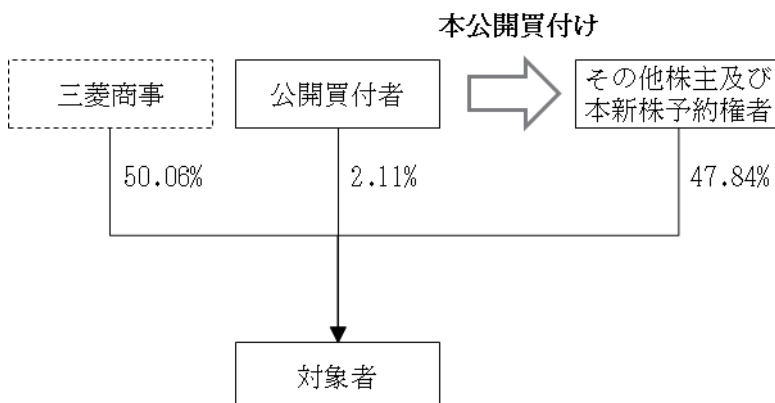 本公開買付け
三菱商事
公開買付者
その他株主及び
本新株予約権者
50.06%
2.11%
47.84%
対象者